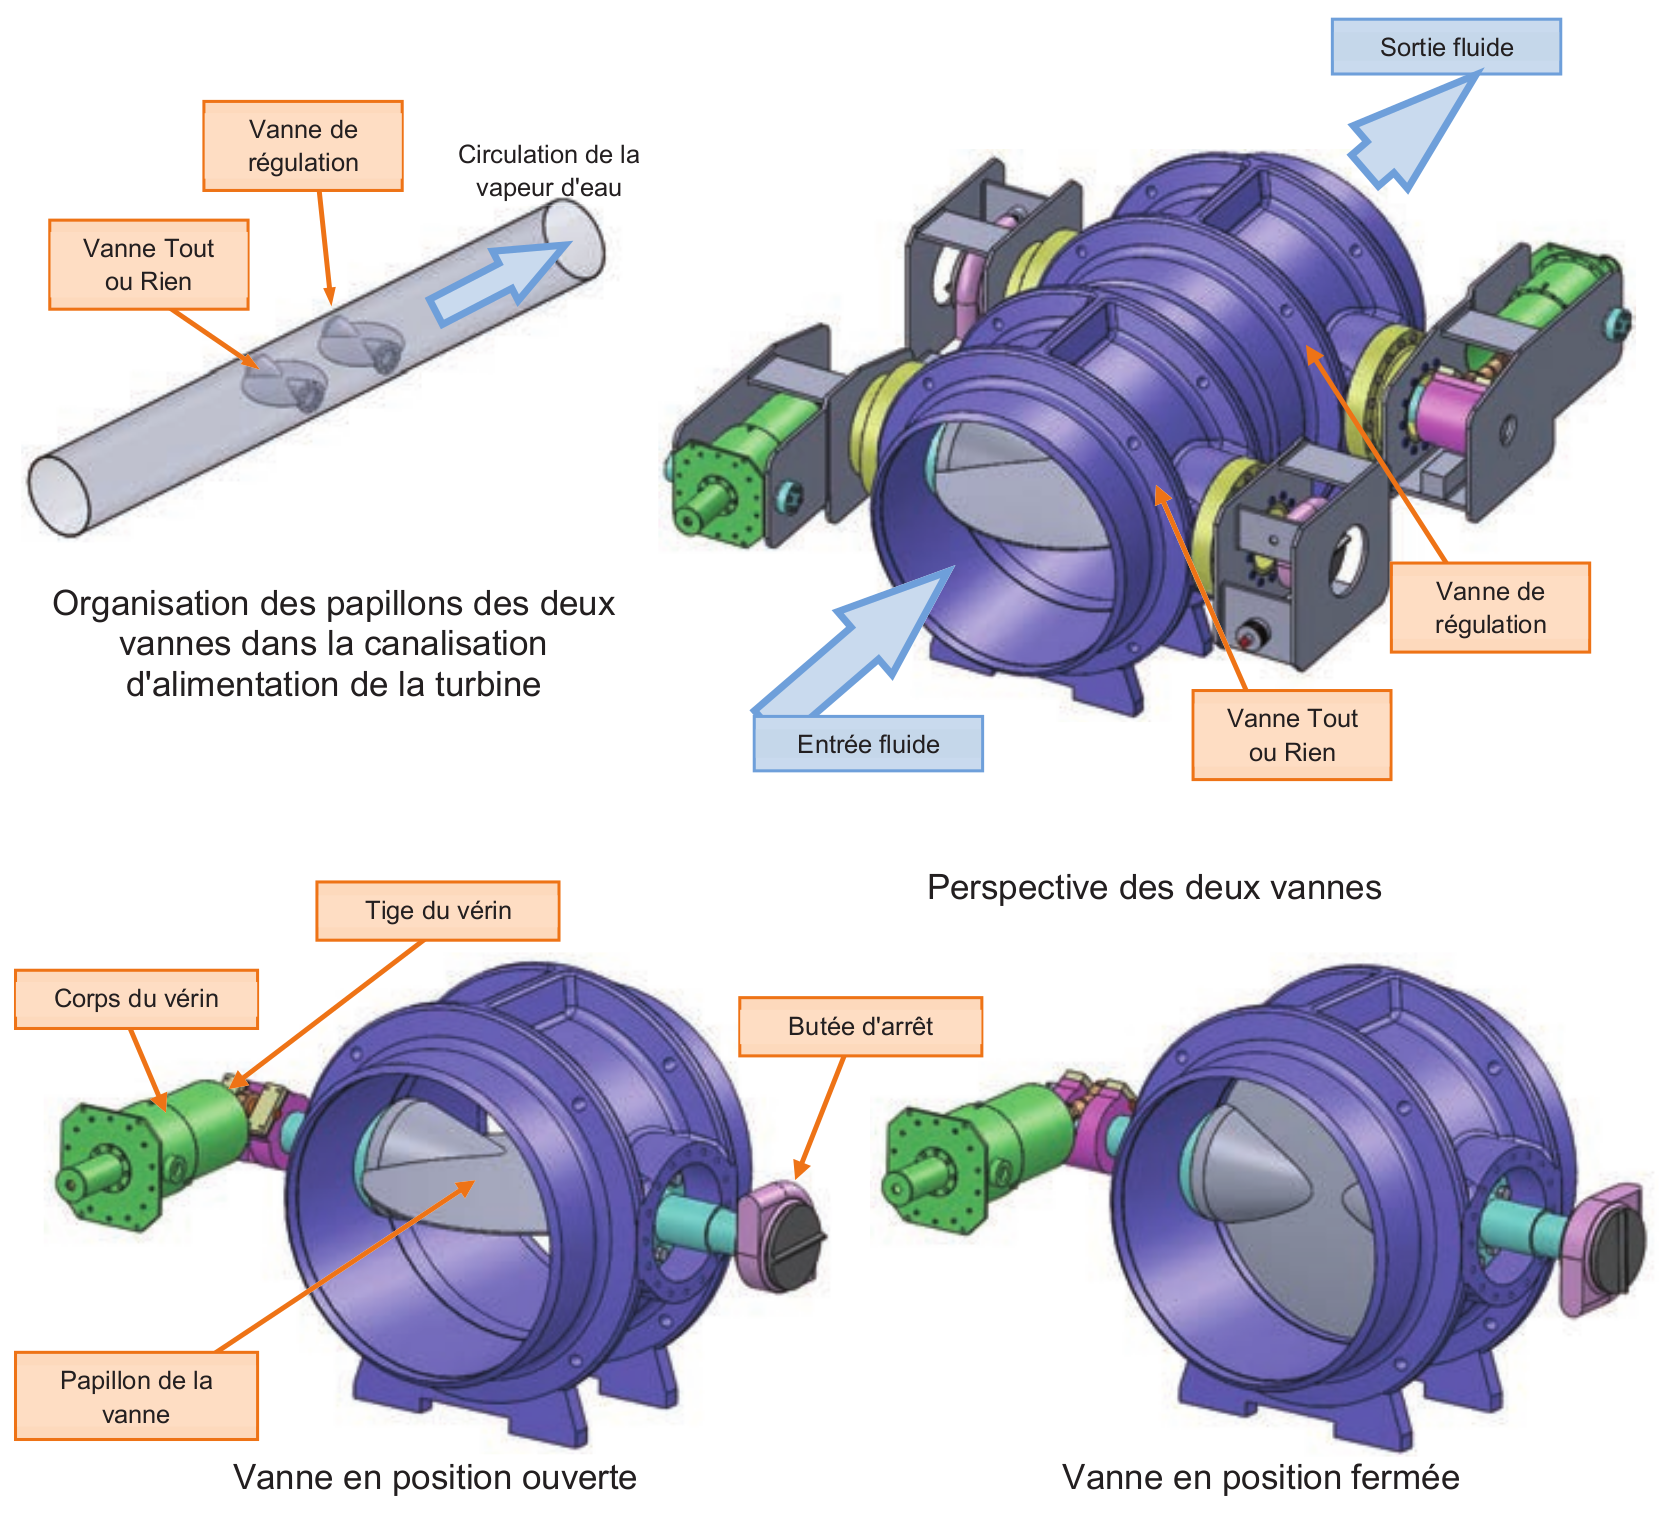 Sortie fluide
Vanne de
régulation
Circulation de la
vapeur d'eau
Vanne Tout
ou Rien
Organisation des papillons des deux
vannes dans la canalisation
d'alimentation de la turbine
Vanne de
régulation
Vanne Tout
ou Rien
Entrée fluide
Perspective des deux vannes
Tige du vérin
Corps du vérin
Butée d'arrêt
Papillon de la
vanne
Vanne en position ouverte
Vanne en position fermée